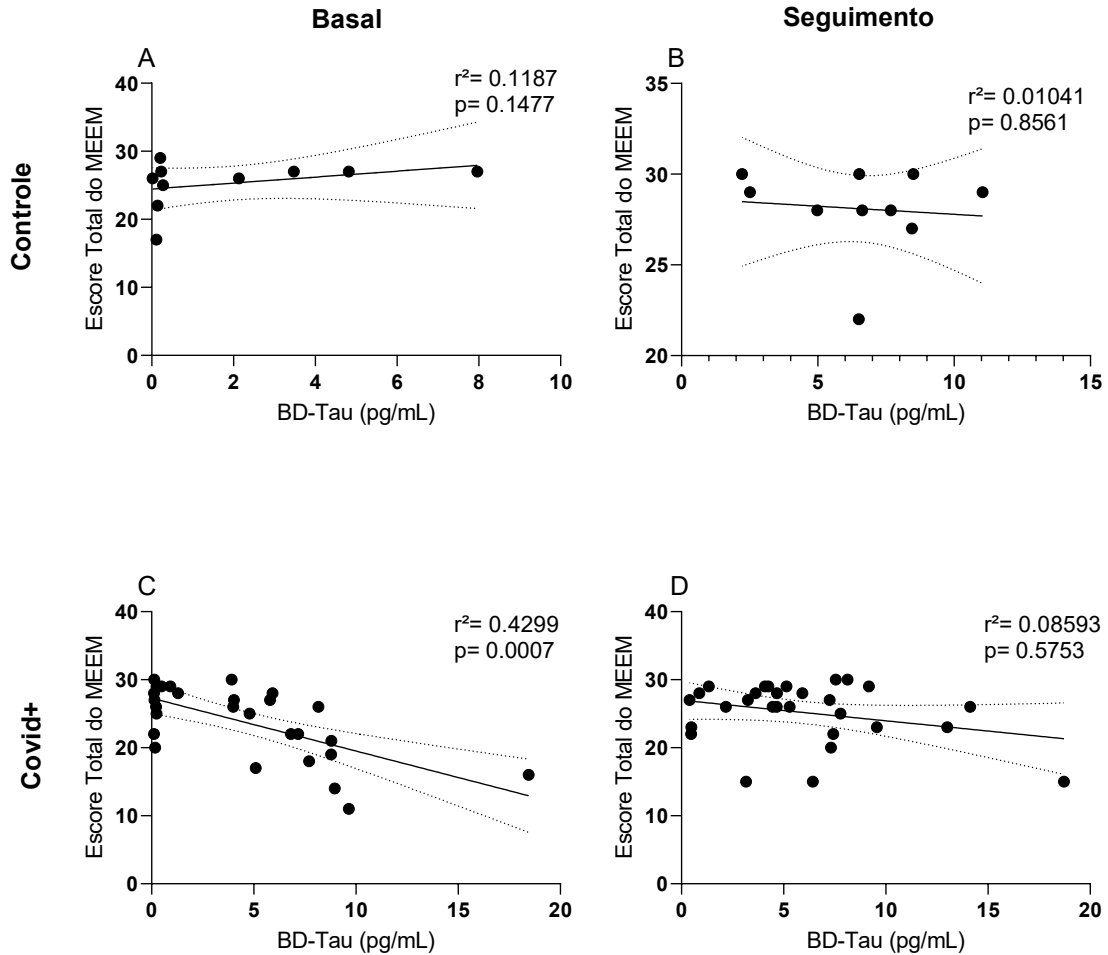 Basal
Seguimento
Controle
Covid+
A
r²= 0.1187
p= 0.1477
Escore Total do MEEM
40
30
20
10
0
0 2 4 6 8 10
BD-Tau (pg/mL)
B
r²= 0.01041
p= 0.8561
Escore Total do MEEM
35
30
25
20
0 5 10 15
BD-Tau (pg/mL)
C
r²= 0.4299
p= 0.0007
Escore Total do MEEM
40
30
20
10
0
0 5 10 15 20
BD-Tau (pg/mL)
D
r²= 0.08593
p= 0.5753
Escore Total do MEEM
40
30
20
10
0
0 5 10 15 20
BD-Tau (pg/mL)